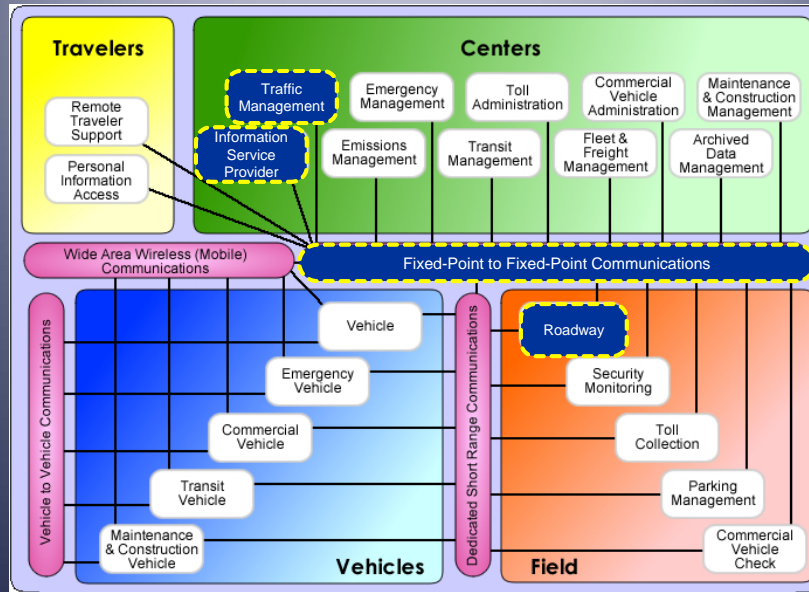 Travelers
Remote
Traveler
Support
Personal
Information
Access
Centers
Traffic
Management
Emergency
Management
Toll
Administration
Commercial
Vehicle
Administration
Maintenance
& Construction
Management
Information
Service
Provider
Emissions
Management
Transit
Management
Fleet &
Freight
Management
Archived
Data
Management
Wide Area Wireless (Mobile)
Communications
Fixed-Point to Fixed-Point Communications
Vehicle to Vehicle Communications
Vehicle
Emergency
Vehicle
Commercial
Vehicle
Transit
Vehicle
Maintenance
& Construction
Vehicle
Vehicles
Dedicated Short Range Communications
Roadway
Security
Monitoring
Toll
Collection
Parking
Management
Commercial
Vehicle
Check
Field